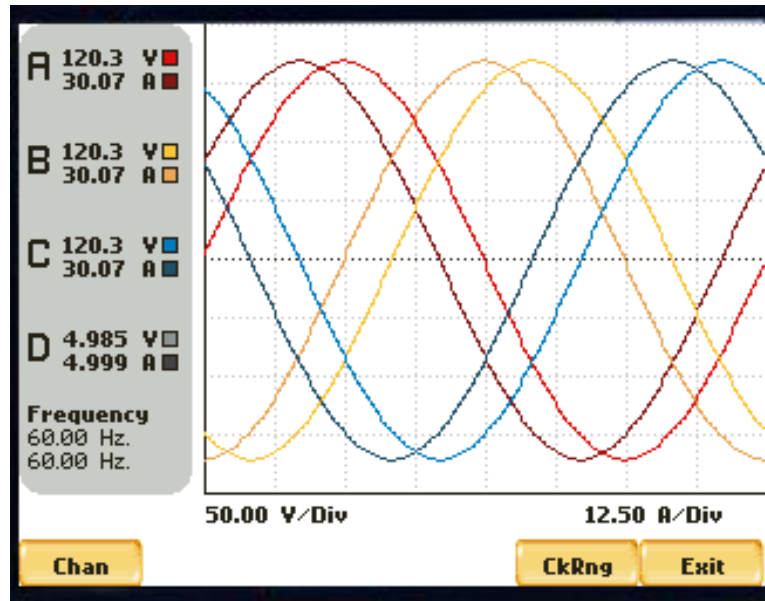 A 120.3 V
30.07 A
B 120.3 V
30.07 A
C 120.3 V
30.07 A
D 4.985 V
4.999 A
Frequency
60.00 Hz.
60.00 Hz.
50.00 V/Div 12.50 A/Div
Chan CkRng Exit